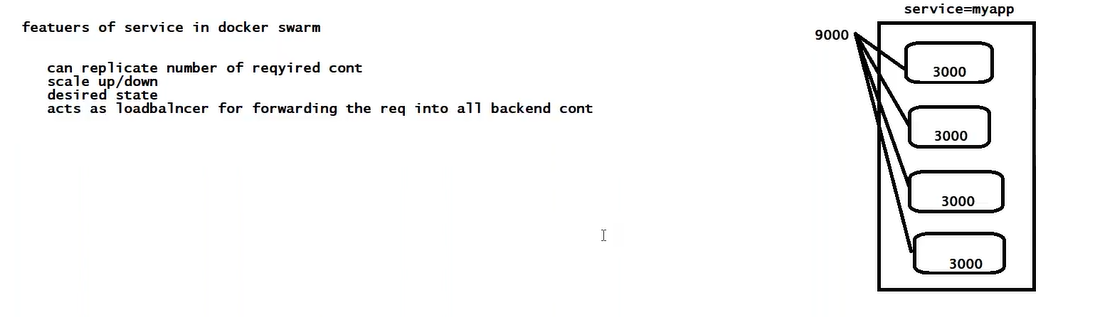 featuers of service in docker swarm
can replicate number of reqyired cont
scale up/down
desired state
acts as loadbalncer for forwarding the req into all backend cont
service=myapp
9000
3000
3000
3000
3000